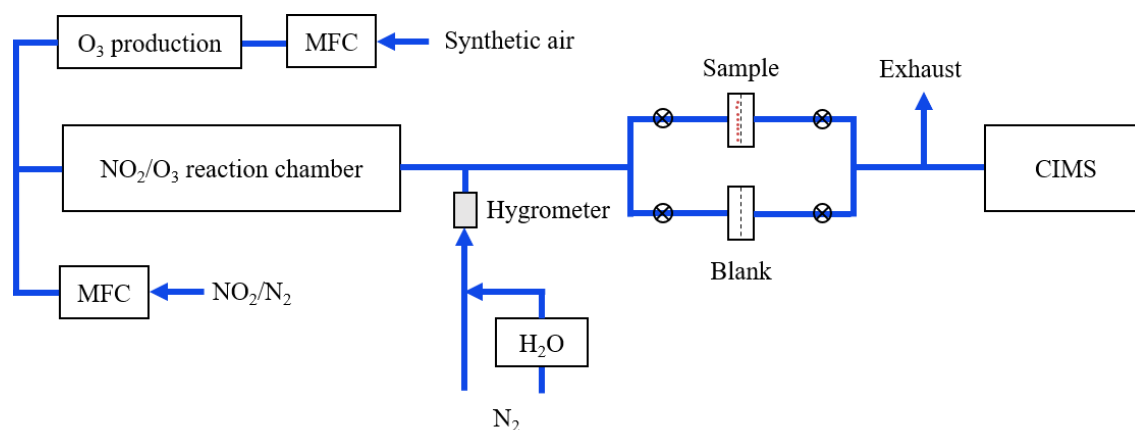 O₃ production
MFC
Synthetic air
Sample
Exhaust
NO₂/O₃ reaction chamber
CIMS
Hygrometer
Blank
MFC
NO₂/N₂
H₂O
N₂